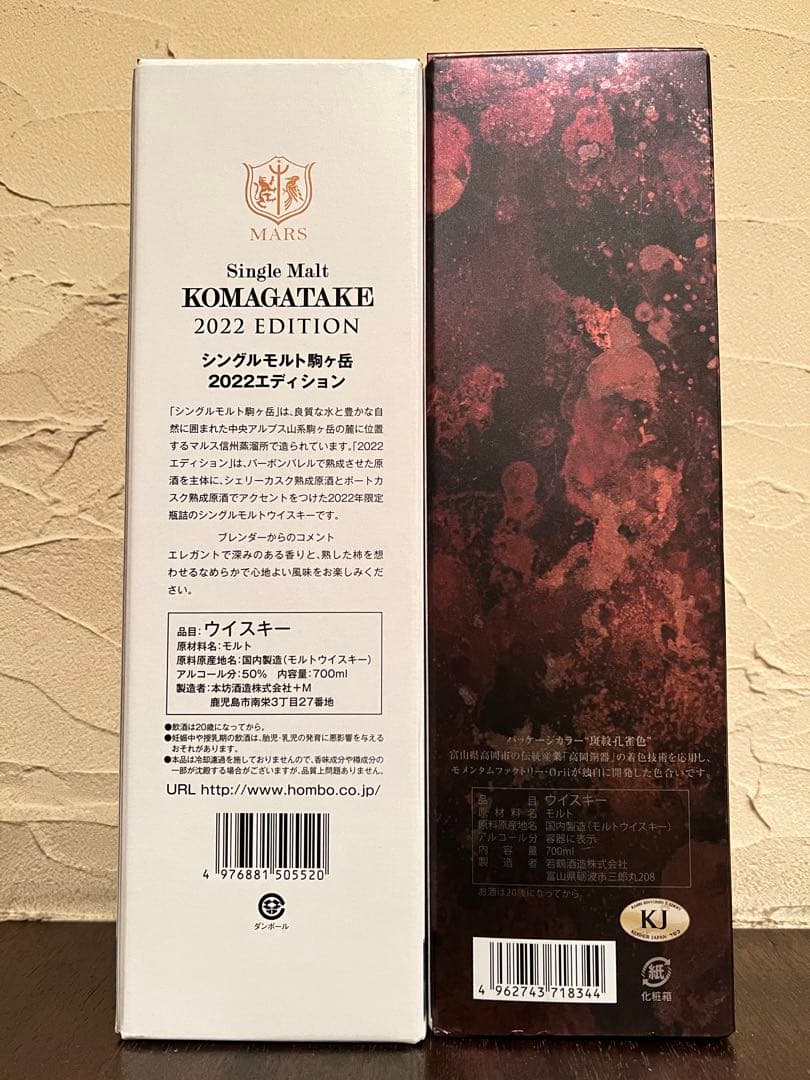 MARS
Single Malt
KOMAGATAKE
2022 EDITION
シングルモルト駒ヶ岳
2022エディション
「シングルモルト駒ヶ岳」は、良質な水と豊かな自
然に囲まれた中央アルプス山系駒ヶ岳の麓に位置
するマルス信州蒸溜所で造られています。「2022
エディション」は、バーボンバレルで熟成させた原
酒を主体に、シェリーカスク熟成原酒とポートカ
スク熟成原酒でアクセントをつけた2022年限定
瓶詰のシングルモルトウイスキーです。
ブレンダーからのコメント
エレガントで深みのある香りと、熟した柿を想
わせるなめらかで心地よい風味をお楽しみくだ
さい。
品目：ウイスキー
原材料名：モルト
原料原産地名：国内製造（モルトウイスキー）
アルコール分：50%　内容量：700ml
製造者：本坊酒造株式会社＋M
鹿児島市南栄3丁目27番地
●飲酒は20歳になってから。
●妊娠中や授乳期の飲酒は、胎児・乳児の発育に悪影響を与える
おそれがあります。
●本品は冷却濾過を施しておりませんので、香味成分や樽成分の
一部が沈殿する場合がございますが、品質上問題ありません。
URL http://www.hombo.co.jp/
4 976881 505520
ダンボール
パッケージカラー“斑紋孔雀色”
富山県高岡市の伝統産業「高岡銅器」の着色技術を応用し、
モメンタムファクトリー・Oriiが独自に開発した色合いです。
品目 ウイスキー
原材料名 モルト
原料原産地名 国内製造（モルトウイスキー）
アルコール分 容器に表示
内容量 700ml
製造者 若鶴酒造株式会社
富山県砺波市三郎丸208
お酒は20歳になってから。
KJ
KOSHER JAPAN
4 962743 718344
紙
化粧箱